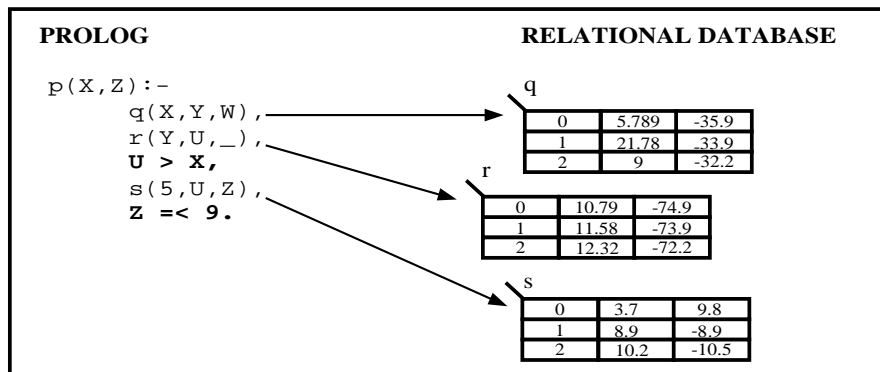 PROLOG
RELATIONAL DATABASE
p(X,Z):-
q(X,Y,W),
r(Y,U,_),
U > X,
s(5,U,Z),
Z =< 9.
q
0 5.789 -35.9
1 21.78 -33.9
2 9 -32.2
r
0 10.79 -74.9
1 11.58 -73.9
2 12.32 -72.2
s
0 3.7 9.8
1 8.9 -8.9
2 10.2 -10.5